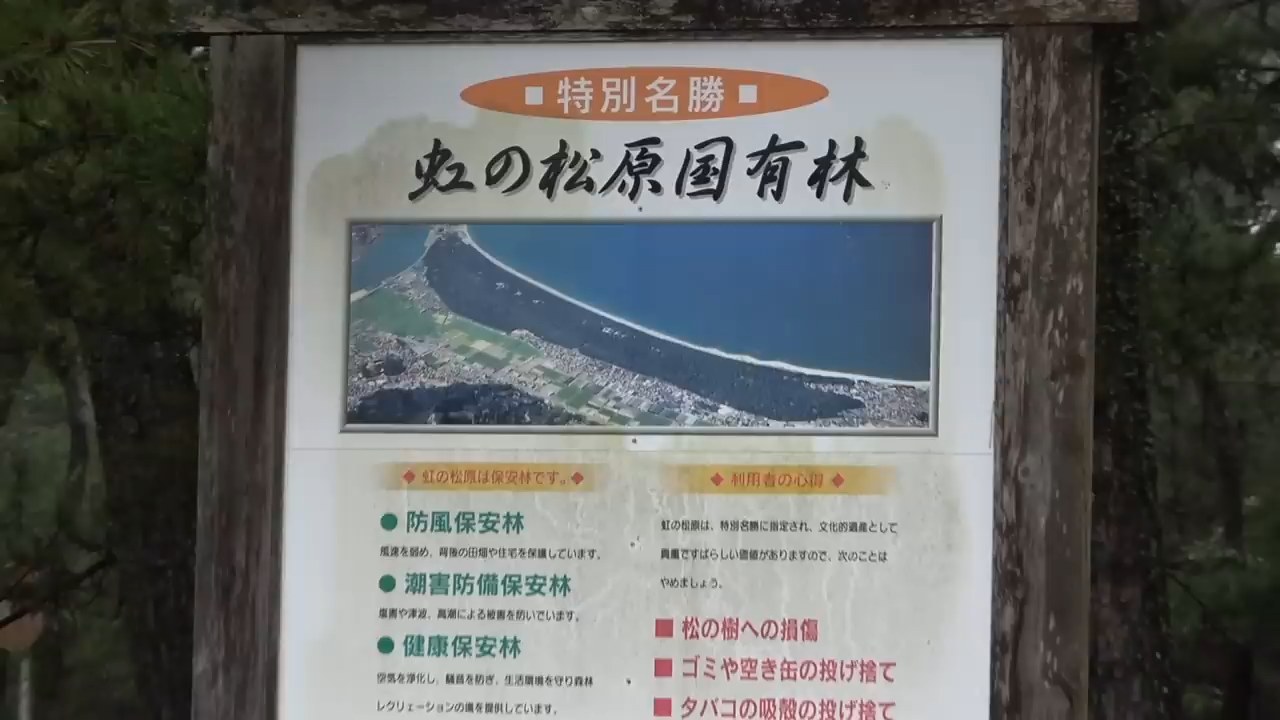 特別名勝
虹の松原国有林
虹の松原は保安林です。
防風保安林
風速を弱め、背後の田畑や住宅を保護しています。
潮害防備保安林
塩害や津波、高潮による被害を防いでいます。
健康保安林
空気を浄化し、騒音を防ぎ、生活環境を守り森林
レクリェーションの場を提供しています。
利用者の心得
虹の松原は、特別名勝に指定され、文化的遺産として
貴重ですばらしい価値がありますので、次のことは
やめましょう。
松の樹への損傷
ゴミや空き缶の投げ捨て
タバコの吸殻の投げ捨て